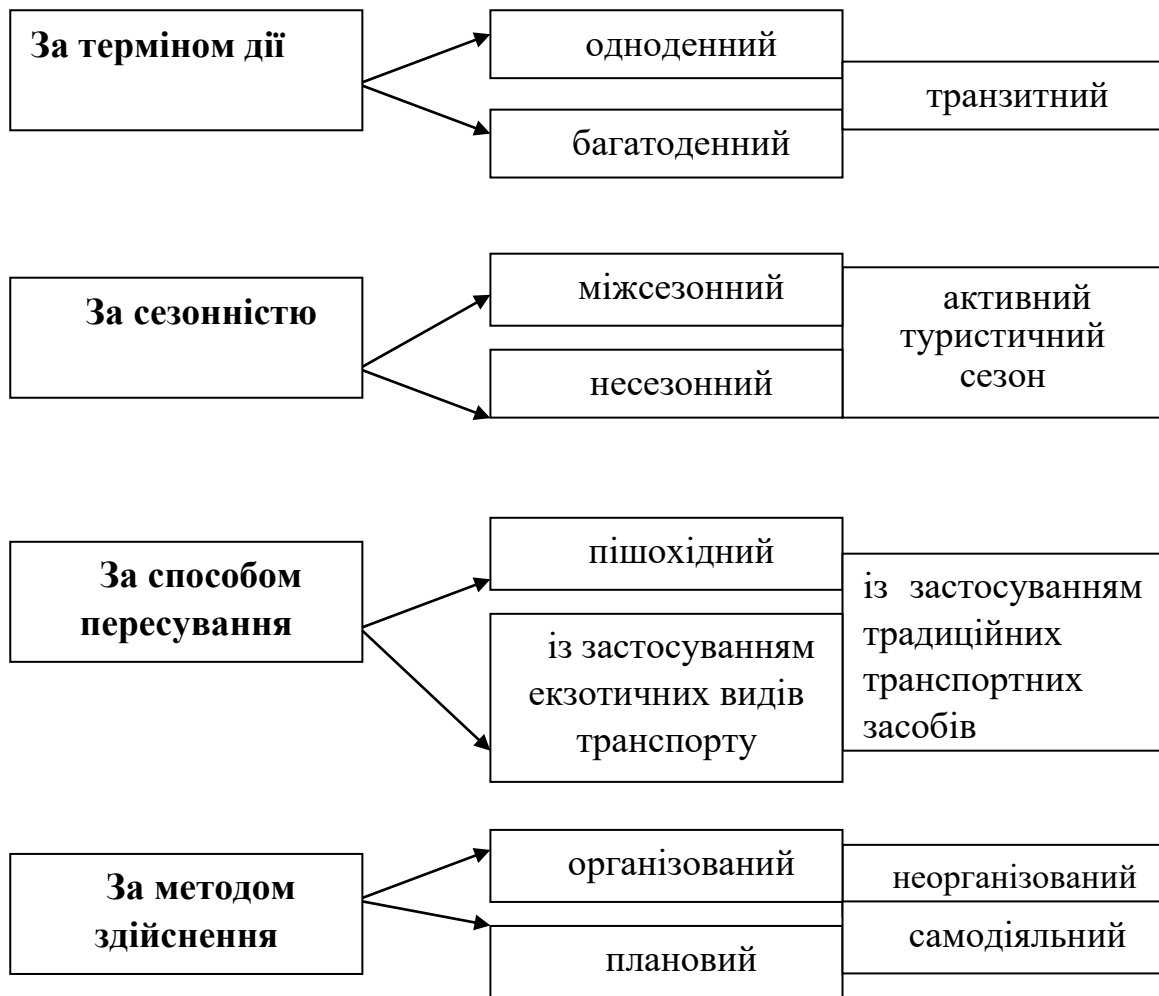 За терміном дії
одноденний
багатоденний
транзитний
За сезонністю
міжсезонний
несезонний
активний
туристичний
сезон
За способом
пересування
пішохідний
із застосуванням
екзотичних видів
транспорту
із застосуванням
традиційних
транспортних
засобів
За методом
здійснення
організований
плановий
неорганізований
самодіяльний